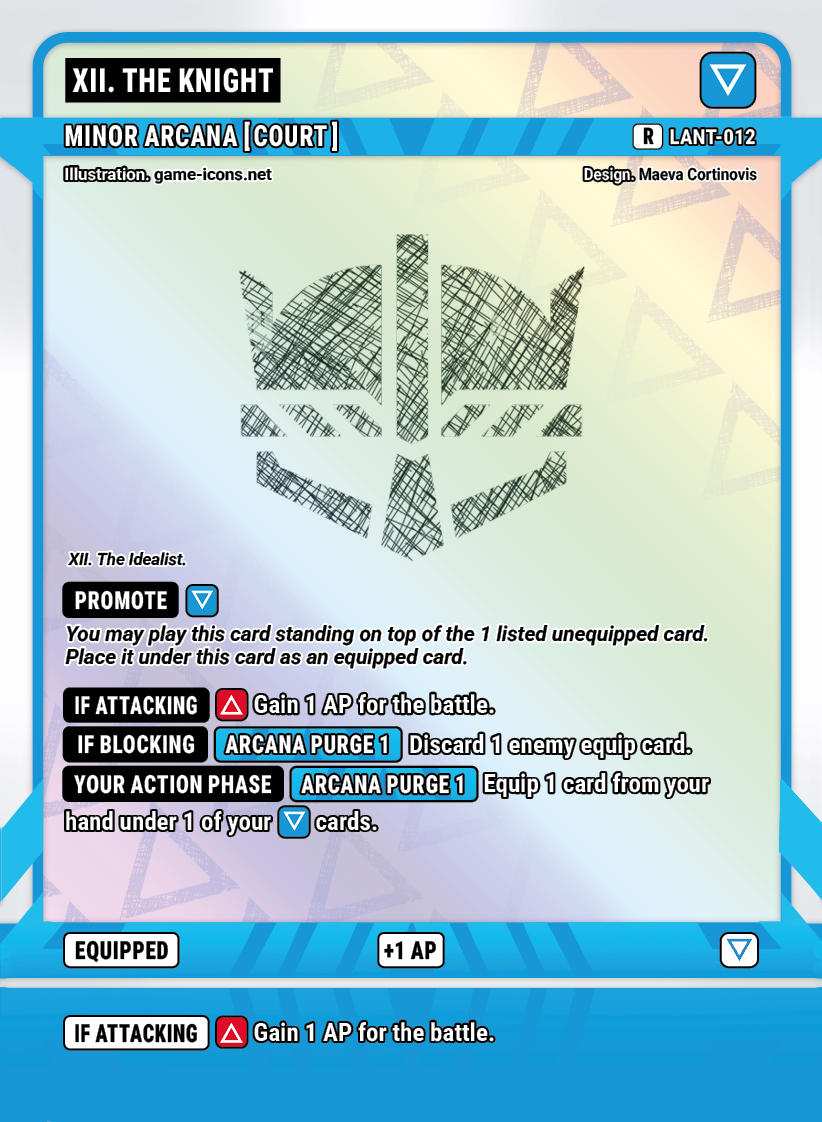 XII. THE KNIGHT
MINOR ARCANA [COURT]
R LANT-012
Illustration. game-icons.net
Design. Maeva Cortinovis
XII. The Idealist.
PROMOTE
You may play this card standing on top of the 1 listed unequipped card.
Place it under this card as an equipped card.
IF ATTACKING Gain 1 AP for the battle.
IF BLOCKING ARCANA PURGE 1 Discard 1 enemy equip card.
YOUR ACTION PHASE ARCANA PURGE 1 Equip 1 card from your
hand under 1 of your cards.
EQUIPPED +1 AP
IF ATTACKING Gain 1 AP for the battle.